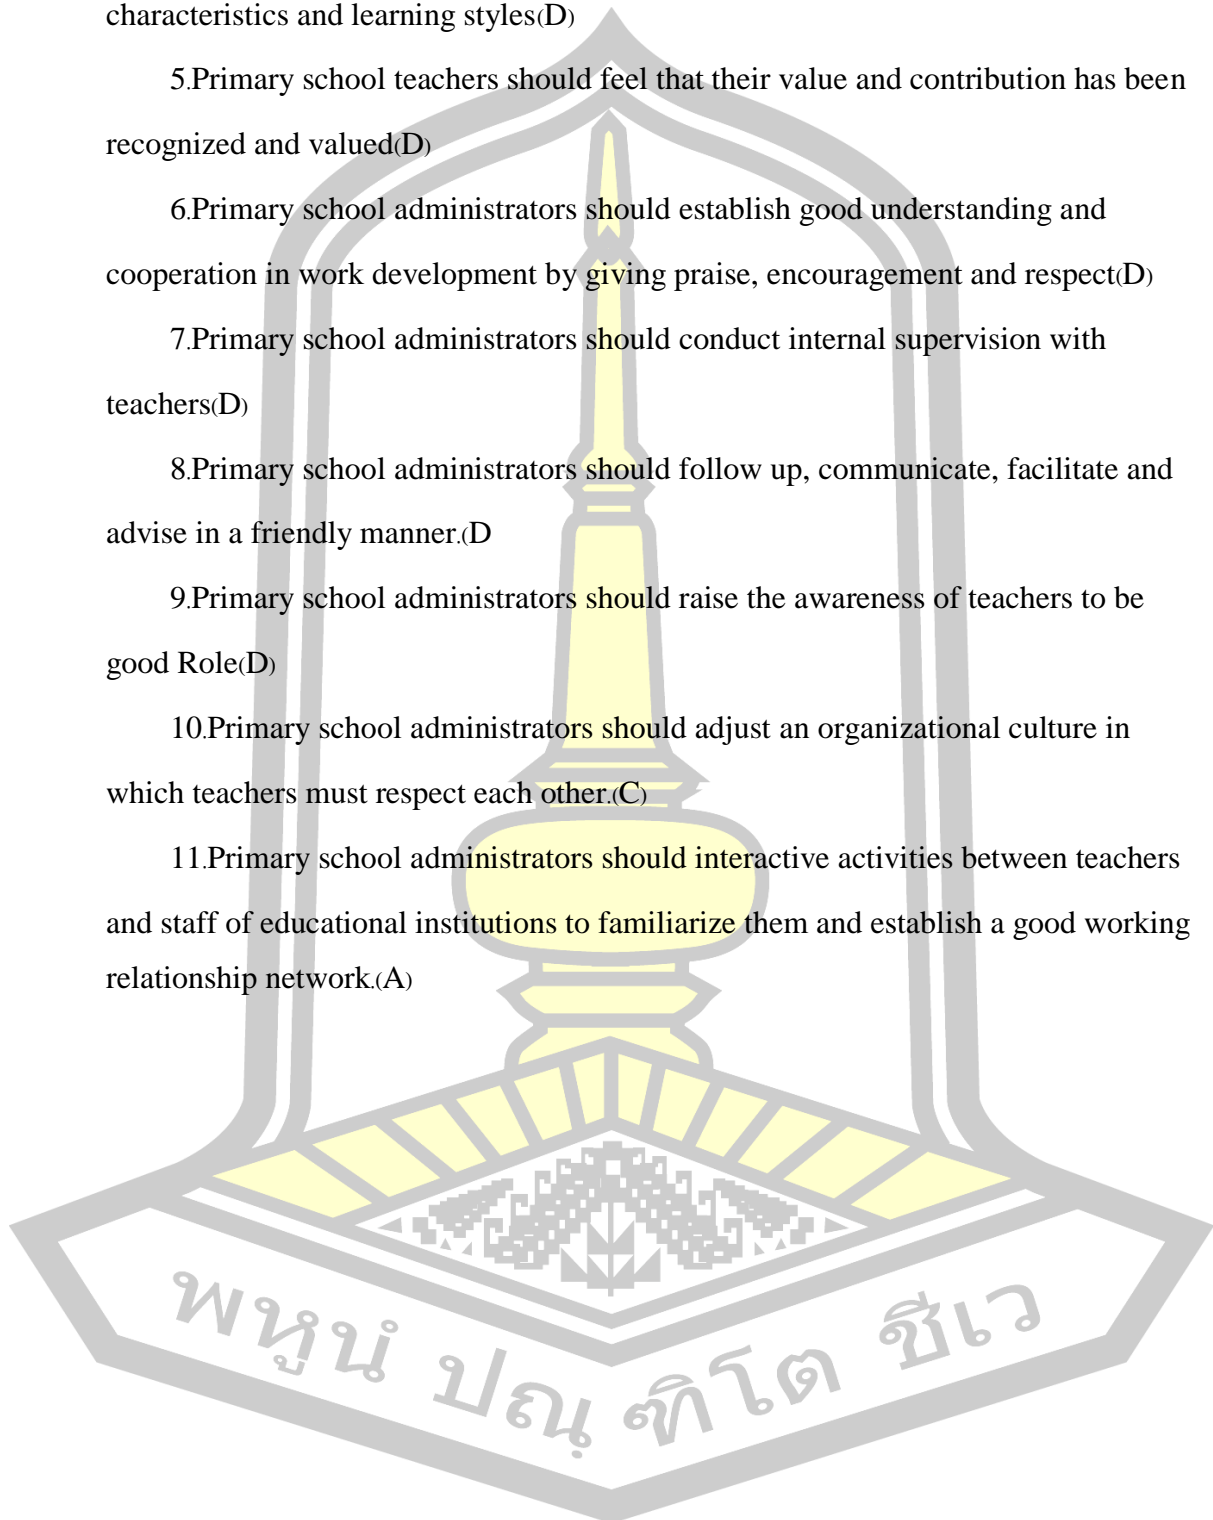 characteristics and learning styles(D)
5.Primary school teachers should feel that their value and contribution has been
recognized and valued(D)
6.Primary school administrators should establish good understanding and
cooperation in work development by giving praise, encouragement and respect(D)
7.Primary school administrators should conduct internal supervision with
teachers(D)
8.Primary school administrators should follow up, communicate, facilitate and
advise in a friendly manner.(D
9.Primary school administrators should raise the awareness of teachers to be
good Role(D)
10.Primary school administrators should adjust an organizational culture in
which teachers must respect each other.(C)
11.Primary school administrators should interactive activities between teachers
and staff of educational institutions to familiarize them and establish a good working
relationship network.(A)
พหูนํ ปณฺฑิโต ชีเว